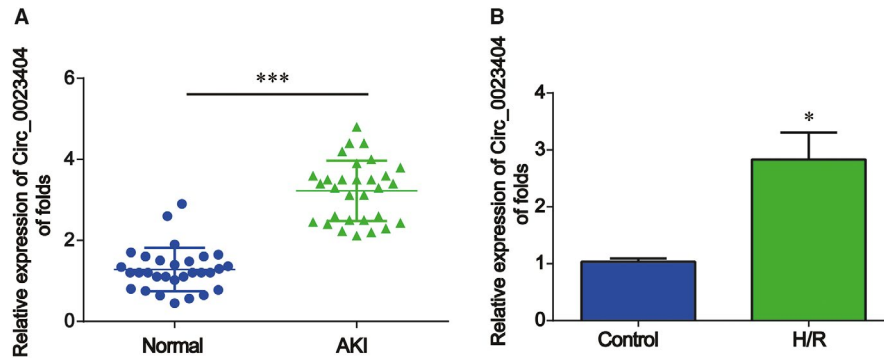 A
Relative expression of Circ_0023404
of folds
6
4
2
0
***
Normal
AKI
B
Relative expression of Circ_0023404
of folds
4
3
2
1
0
*
Control
H/R